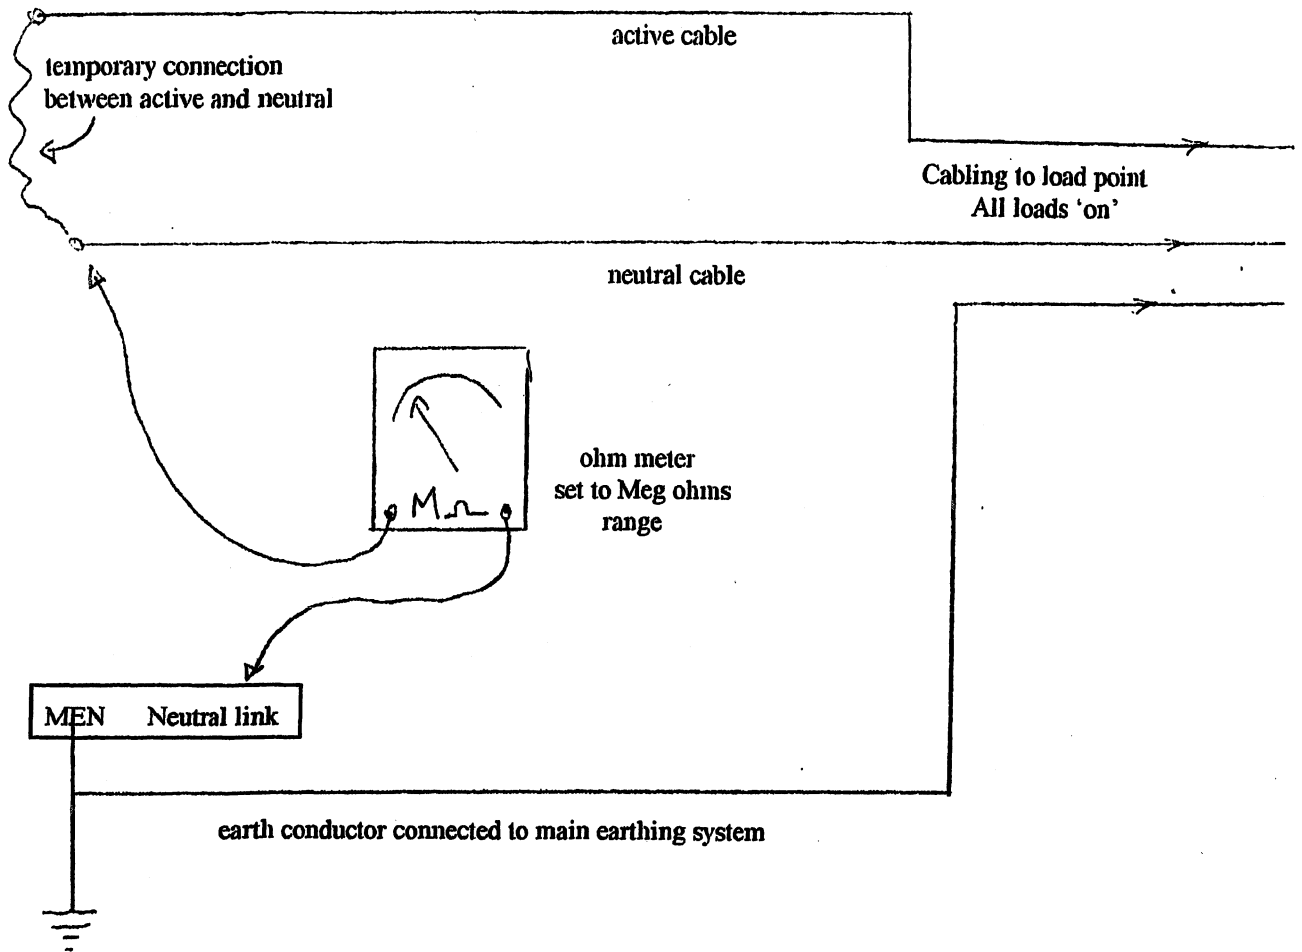 active cable
temporary connection
between active and neutral
Cabling to load point
All loads ‘on’
neutral cable
MΩ
ohm meter
set to Meg ohms
range
MEN Neutral link
earth conductor connected to main earthing system